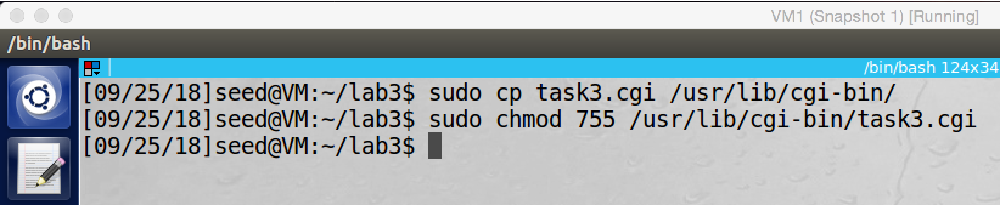 VM1 (Snapshot 1) [Running]
/bin/bash
/bin/bash 124x34
[09/25/18]seed@VM:~/lab3$ sudo cp task3.cgi /usr/lib/cgi-bin/
[09/25/18]seed@VM:~/lab3$ sudo chmod 755 /usr/lib/cgi-bin/task3.cgi
[09/25/18]seed@VM:~/lab3$